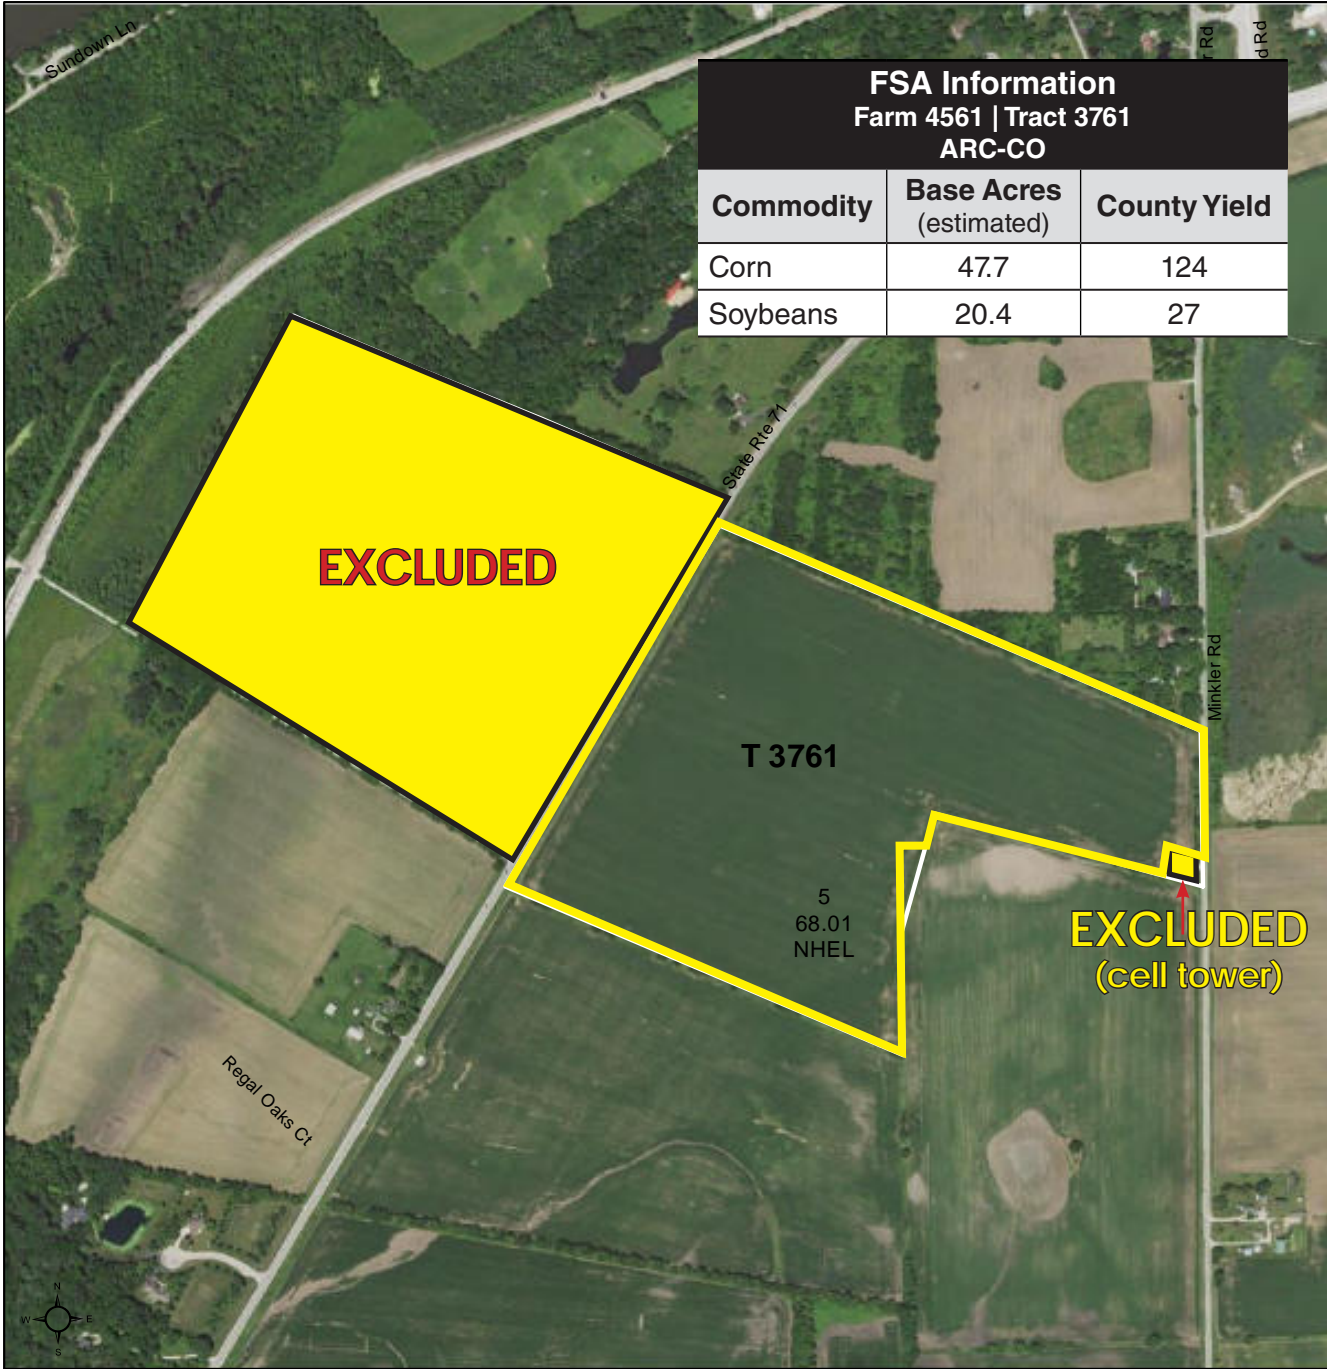 Sundown Ln
r Rd
d Rd
FSA Information
Farm 4561 | Tract 3761
ARC-CO
Commodity Base Acres (estimated) County Yield
Corn 47.7 124
Soybeans 20.4 27
State Rte 71
EXCLUDED
Minkler Rd
T 3761
5
68.01
NHEL
EXCLUDED
(cell tower)
Regal Oaks Ct
N
W E
S